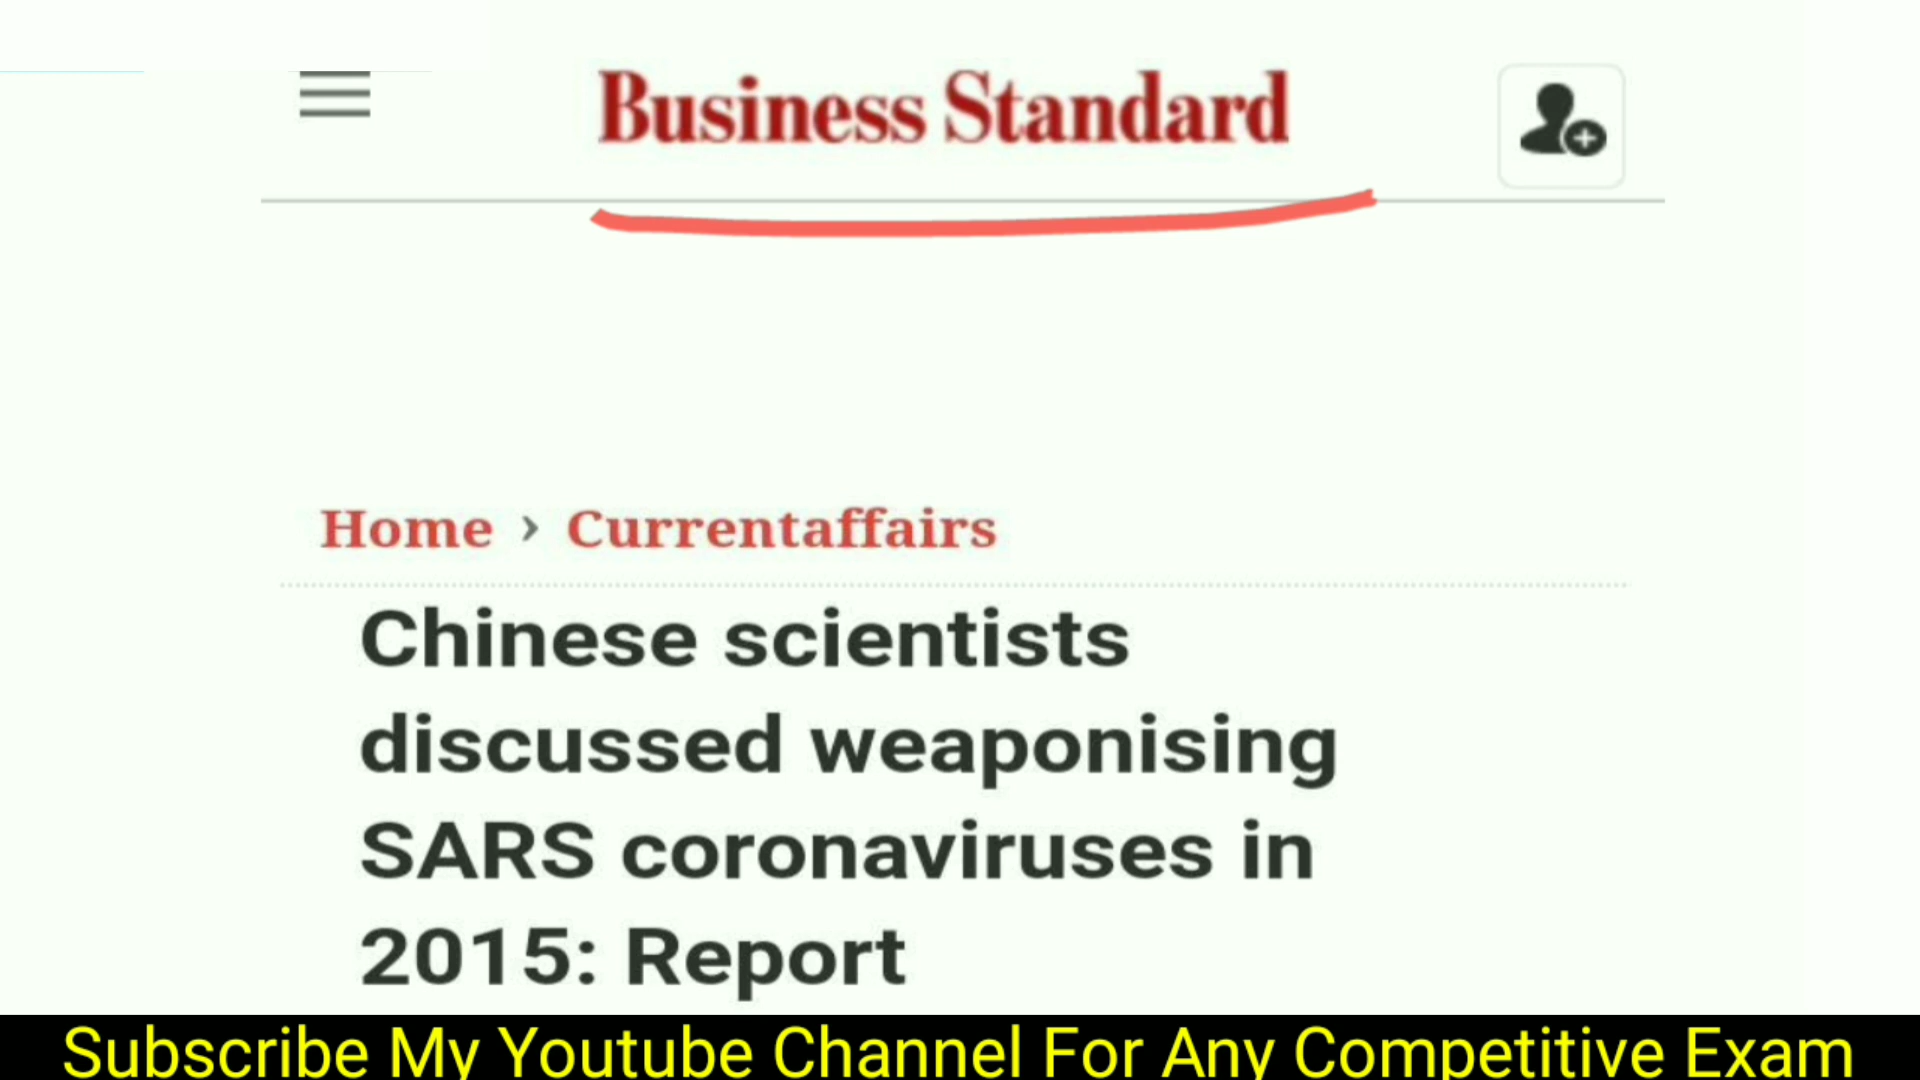 Business Standard
Home › Currentaffairs
Chinese scientists
discussed weaponising
SARS coronaviruses in
2015: Report
Subscribe My Youtube Channel For Any Competitive Exam